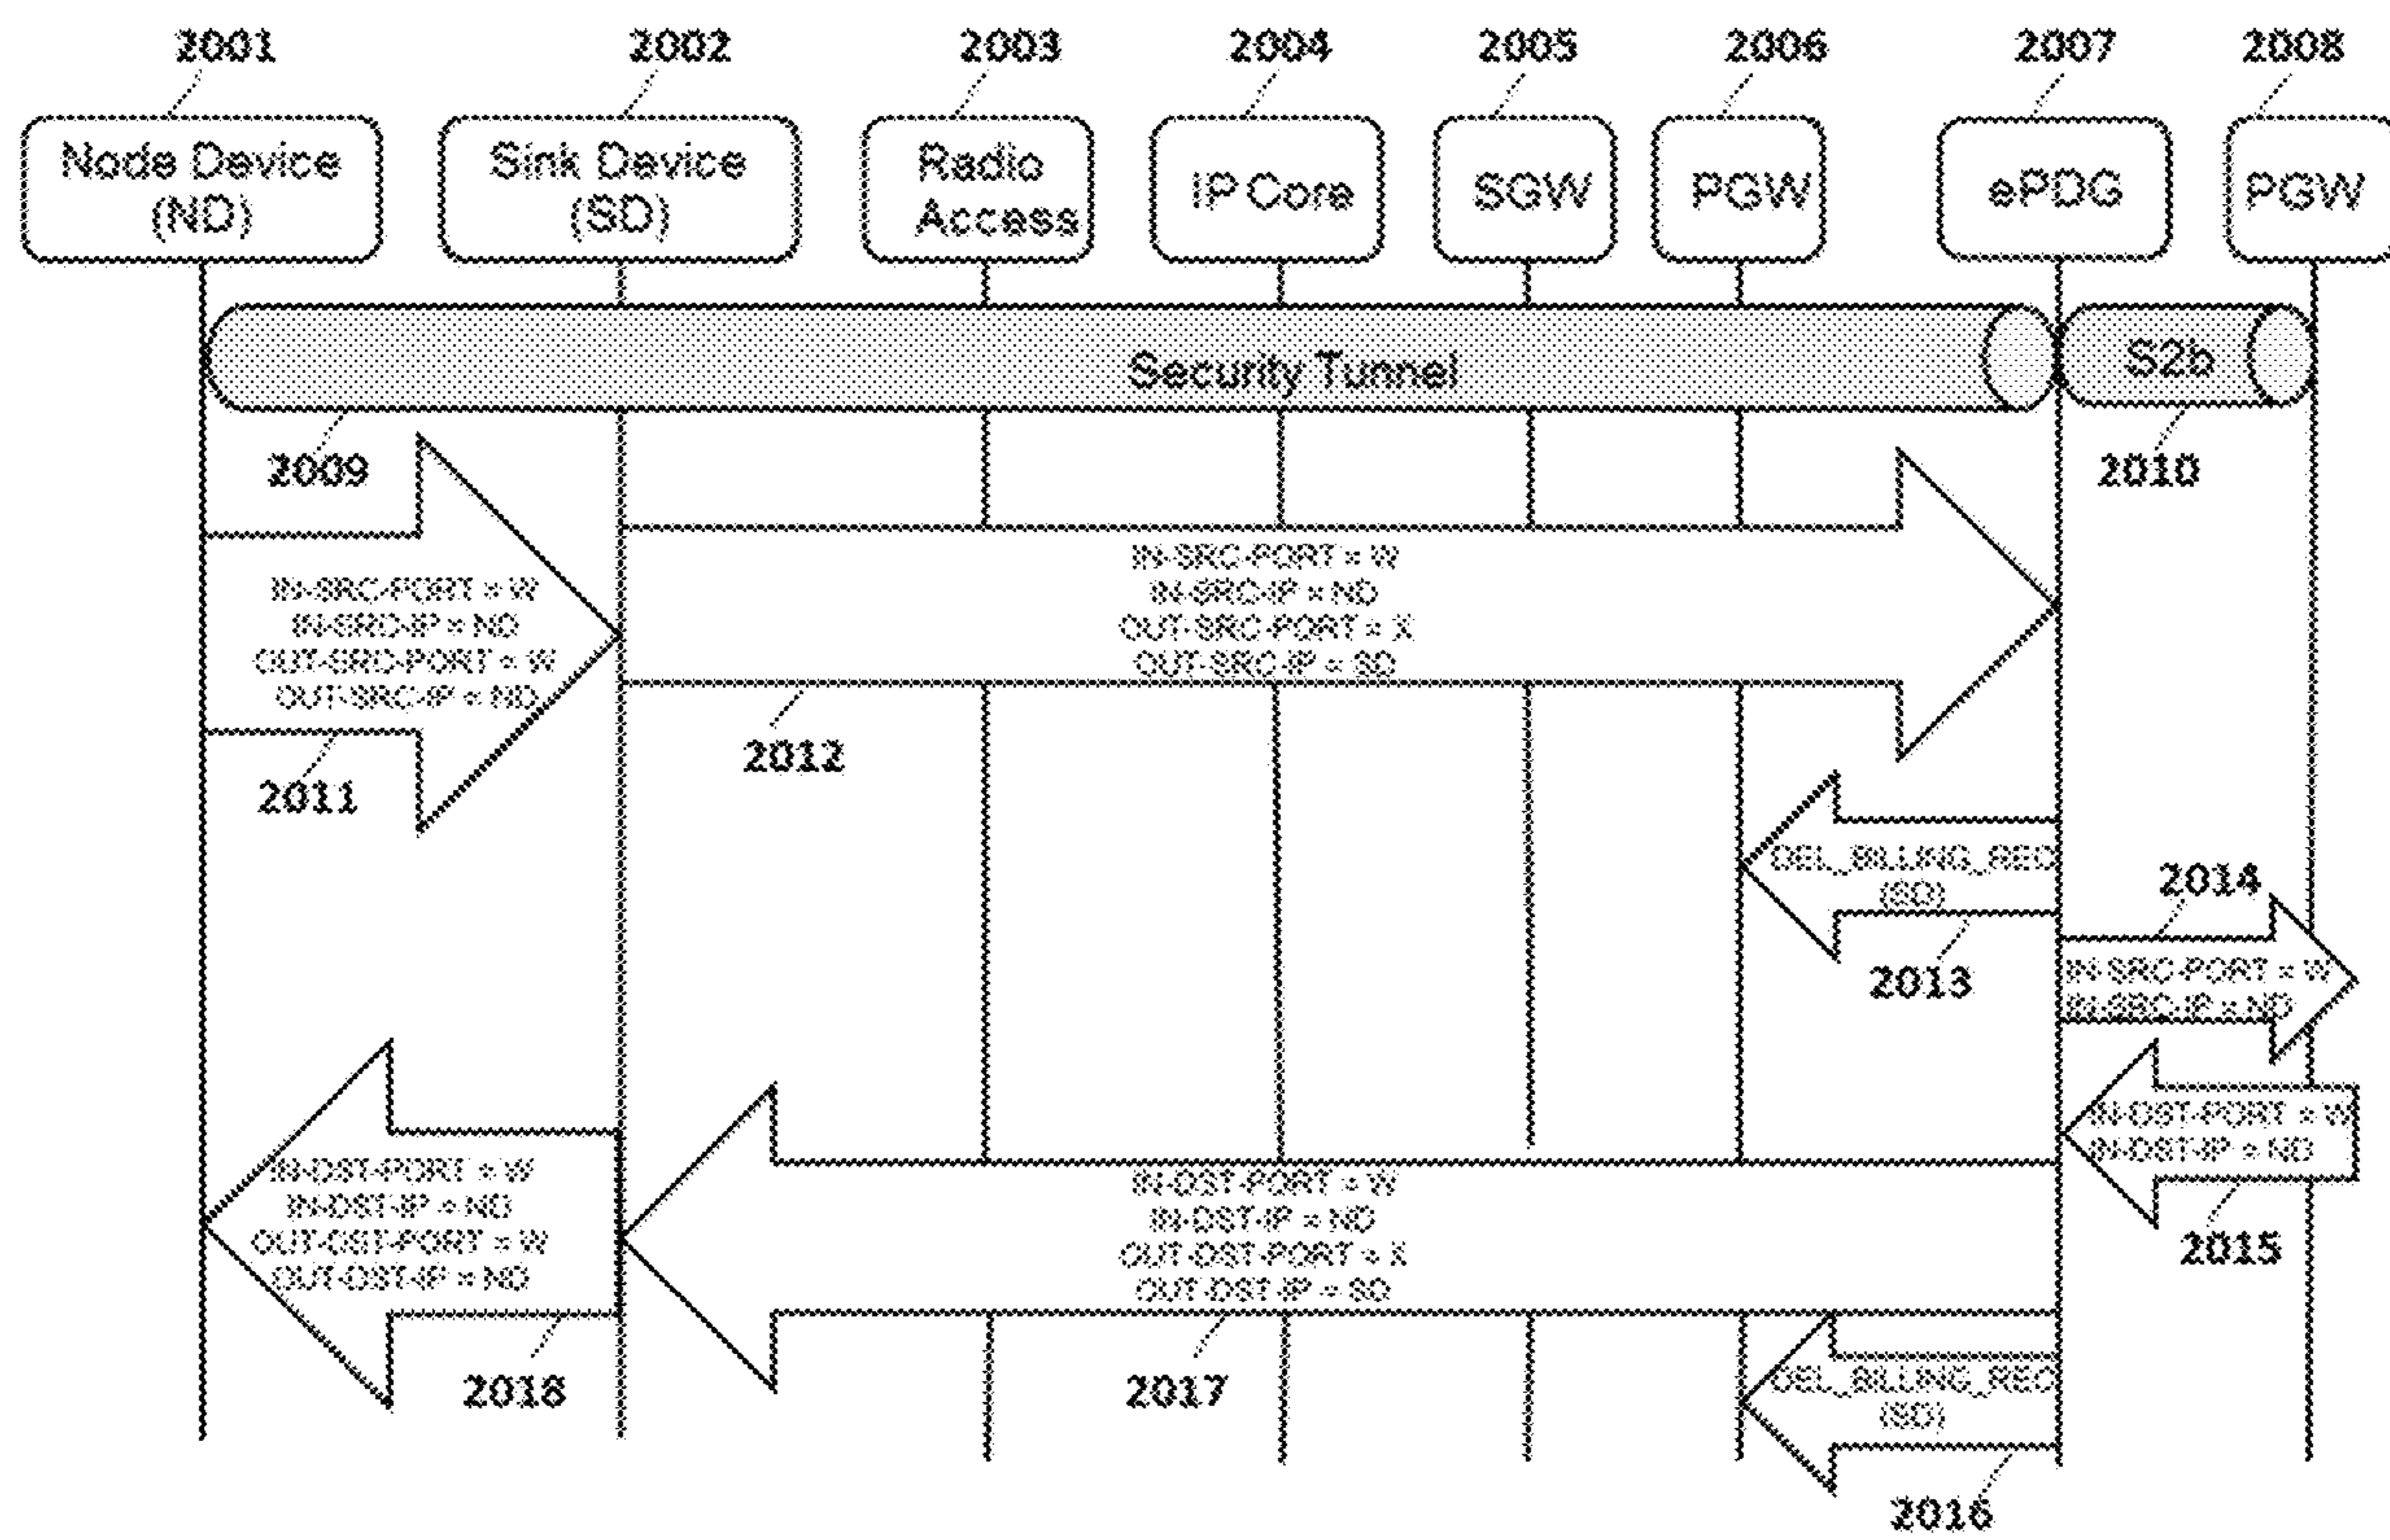 2001 2002 2003 2004 2005 2006 2007 2008
Node Device
(ND)
Sink Device
(SD)
Radio
Access
IP Core
SGW
PGW
ePDG
PGW
Security Tunnel
S2b
2009
2010
IN-SRC-PORT = W
IN-SRC-IP = ND
OUT-SRC-PORT = W
OUT-SRC-IP = ND
2011
IN-SRC-PORT = W
IN-SRC-IP = ND
OUT-SRC-PORT = X
OUT-SRC-IP = SD
2012
DEL_BILLING_REC
(SD)
2013
2014
IN-SRC-PORT = W
IN-SRC-IP = ND
IN-DST-PORT = W
IN-DST-IP = ND
2015
IN-DST-PORT = W
IN-DST-IP = ND
OUT-DST-PORT = X
OUT-DST-IP = SD
2017
IN-DST-PORT = W
IN-DST-IP = ND
OUT-DST-PORT = W
OUT-DST-IP = ND
2018
DEL_BILLING_REC
(SD)
2016